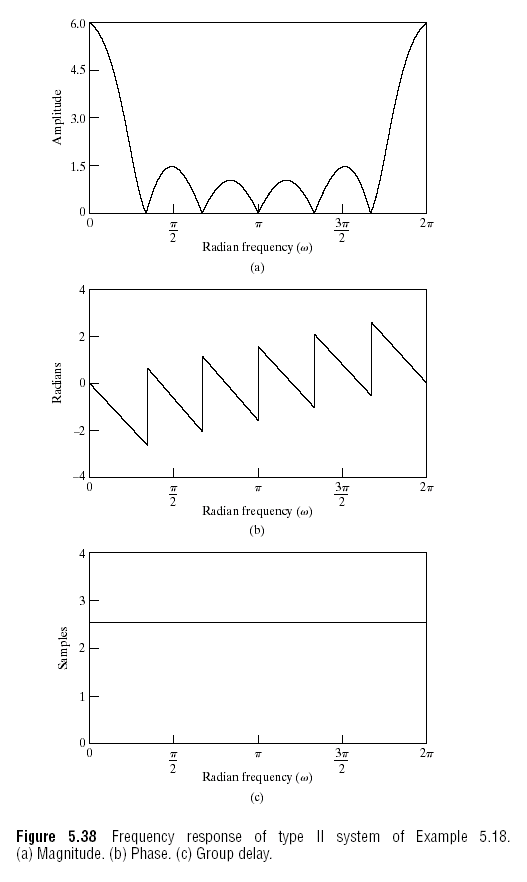 6.0
4.5
3.0
1.5
0
Amplitude
0
π/2
π
3π/2
2π
Radian frequency (ω)
(a)
4
2
0
−2
−4
Radians
0
π/2
π
3π/2
2π
Radian frequency (ω)
(b)
4
3
2
1
0
Samples
0
π/2
π
3π/2
2π
Radian frequency (ω)
(c)
Figure 5.38 Frequency response of type II system of Example 5.18.
(a) Magnitude. (b) Phase. (c) Group delay.